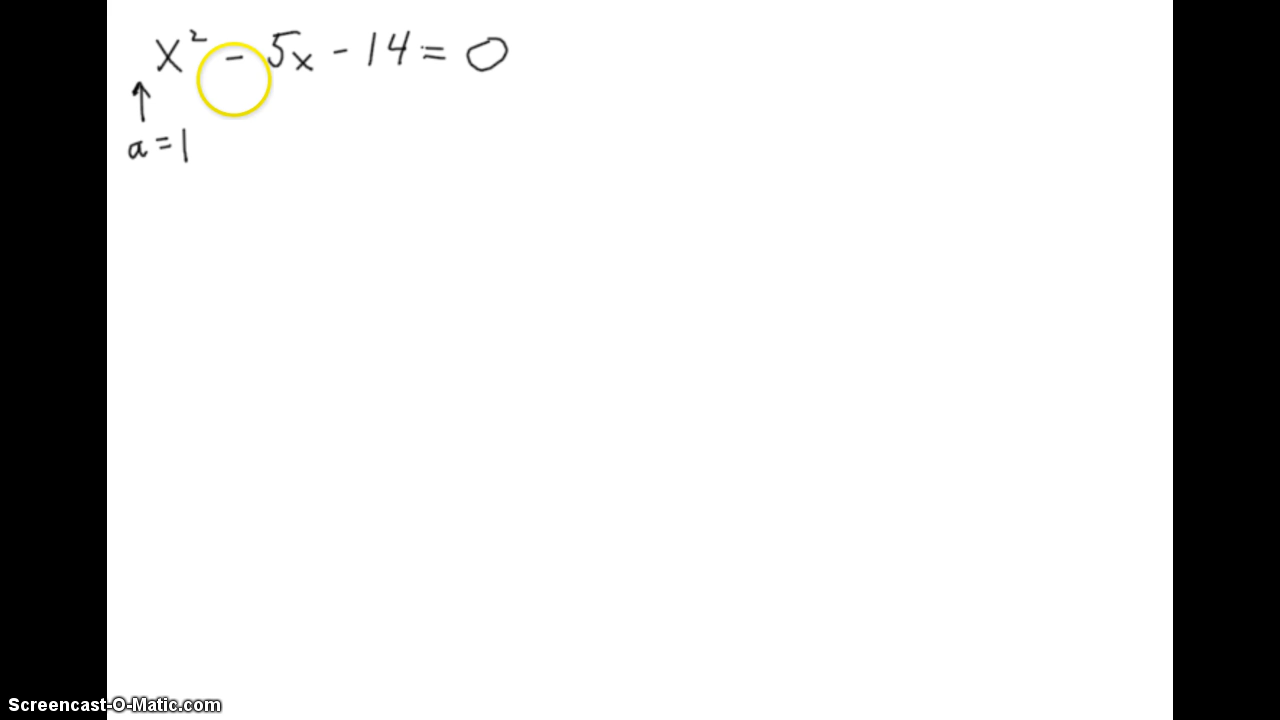 x² - 5x - 14 = 0
↑
a = 1
Screencast-O-Matic.com